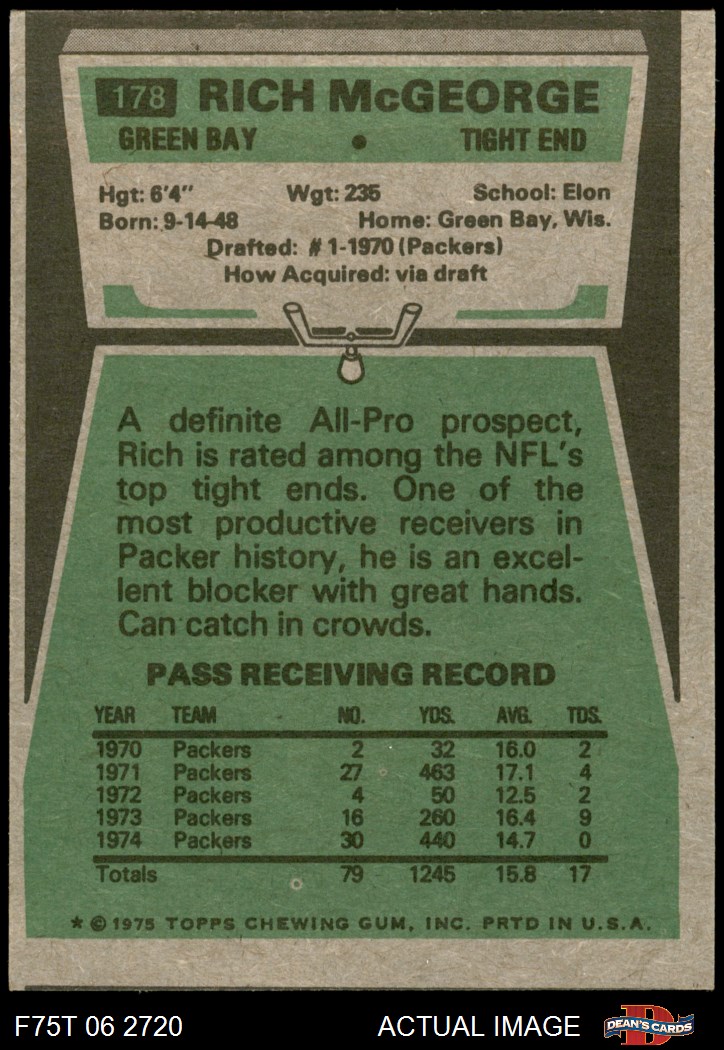 178 RICH McGEORGE
GREEN BAY • TIGHT END
Hgt: 6'4" Wgt: 235 School: Elon
Born: 9-14-48 Home: Green Bay, Wis.
Drafted: #1-1970 (Packers)
How Acquired: via draft
A definite All-Pro prospect,
Rich is rated among the NFL's
top tight ends. One of the
most productive receivers in
Packer history, he is an excel-
lent blocker with great hands.
Can catch in crowds.
PASS RECEIVING RECORD
YEAR TEAM NO. YDS. AVG. TDS.
1970 Packers 2 32 16.0 2
1971 Packers 27 463 17.1 4
1972 Packers 4 50 12.5 2
1973 Packers 16 260 16.4 9
1974 Packers 30 440 14.7 0
Totals 79 1245 15.8 17
* © 1975 TOPPS CHEWING GUM, INC. PRTD IN U.S.A.
F75T 06 2720 ACTUAL IMAGE D DEAN'S CARDS